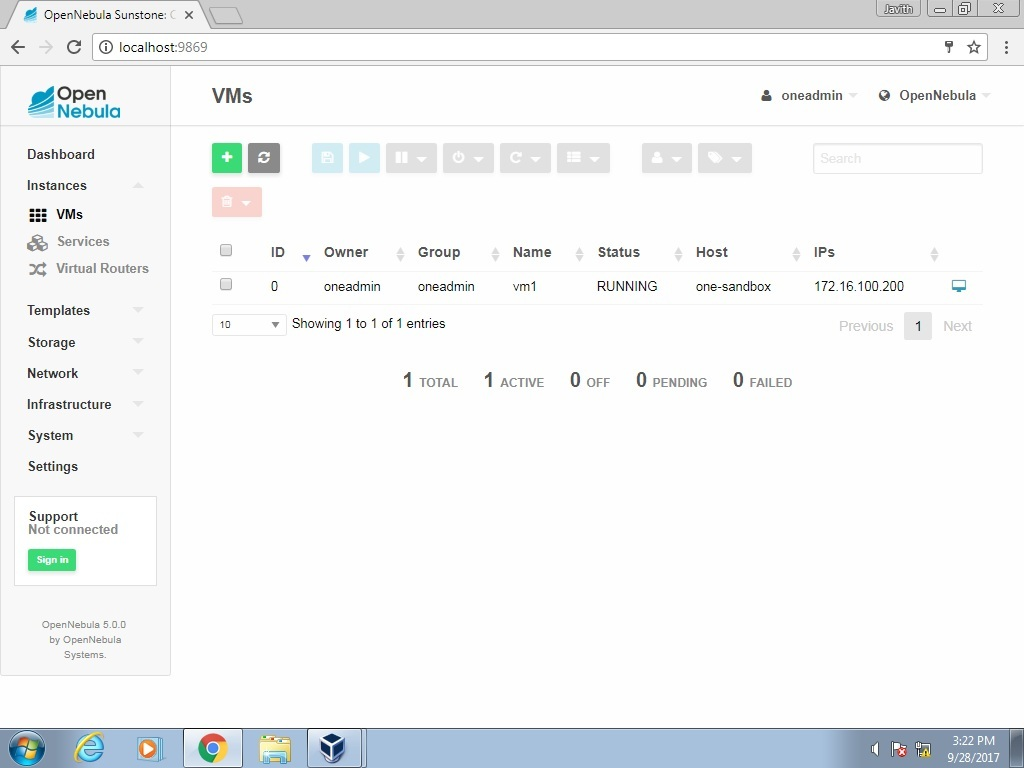 OpenNebula Sunstone: C
Javith
localhost:9869
Open
Nebula
VMs
oneadmin
OpenNebula
Dashboard
Instances
VMs
Services
Virtual Routers
Templates
Storage
Network
Infrastructure
System
Settings
Support
Not connected
Sign in
OpenNebula 5.0.0
by OpenNebula
Systems.
Search
ID Owner Group Name Status Host IPs
0 oneadmin oneadmin vm1 RUNNING one-sandbox 172.16.100.200
10 Showing 1 to 1 of 1 entries
Previous 1 Next
1 TOTAL 1 ACTIVE 0 OFF 0 PENDING 0 FAILED
3:22 PM
9/28/2017